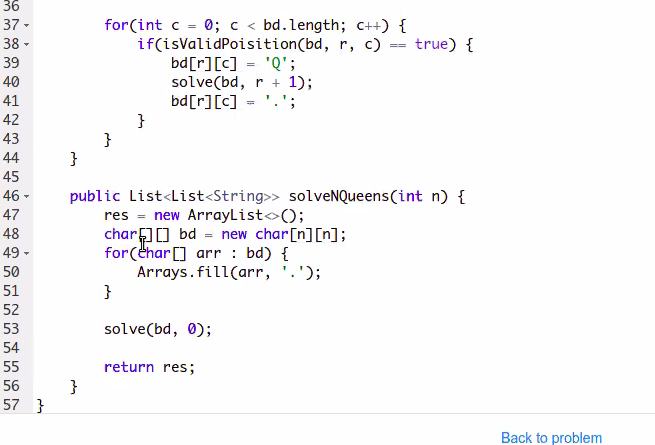 36
37 for(int c = 0; c < bd.length; c++) {
38 if(isValidPoisition(bd, r, c) == true) {
39 bd[r][c] = 'Q';
40 solve(bd, r + 1);
41 bd[r][c] = '.';
42 }
43 }
44 }
45
46 public List<List<String>> solveNQueens(int n) {
47 res = new ArrayList<>();
48 char[][] bd = new char[n][n];
49 for(char[] arr : bd) {
50 Arrays.fill(arr, '.');
51 }
52
53 solve(bd, 0);
54
55 return res;
56 }
57 }
Back to problem